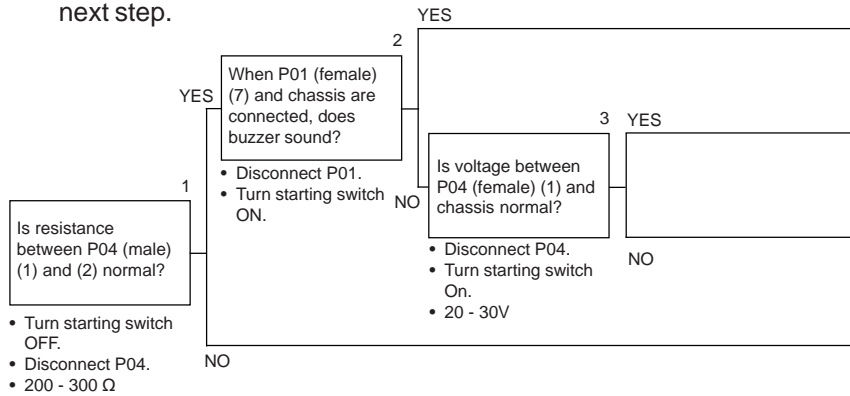 next step.
YES
2
When P01 (female)
(7) and chassis are
connected, does
buzzer sound?
YES
• Disconnect P01.
• Turn starting switch
ON.
3
YES
Is voltage between
P04 (female) (1) and
chassis normal?
NO
• Disconnect P04.
• Turn starting switch
On.
• 20 - 30V
NO
1
Is resistance
between P04 (male)
(1) and (2) normal?
• Turn starting switch
OFF.
• Disconnect P04.
• 200 - 300 Ω
NO